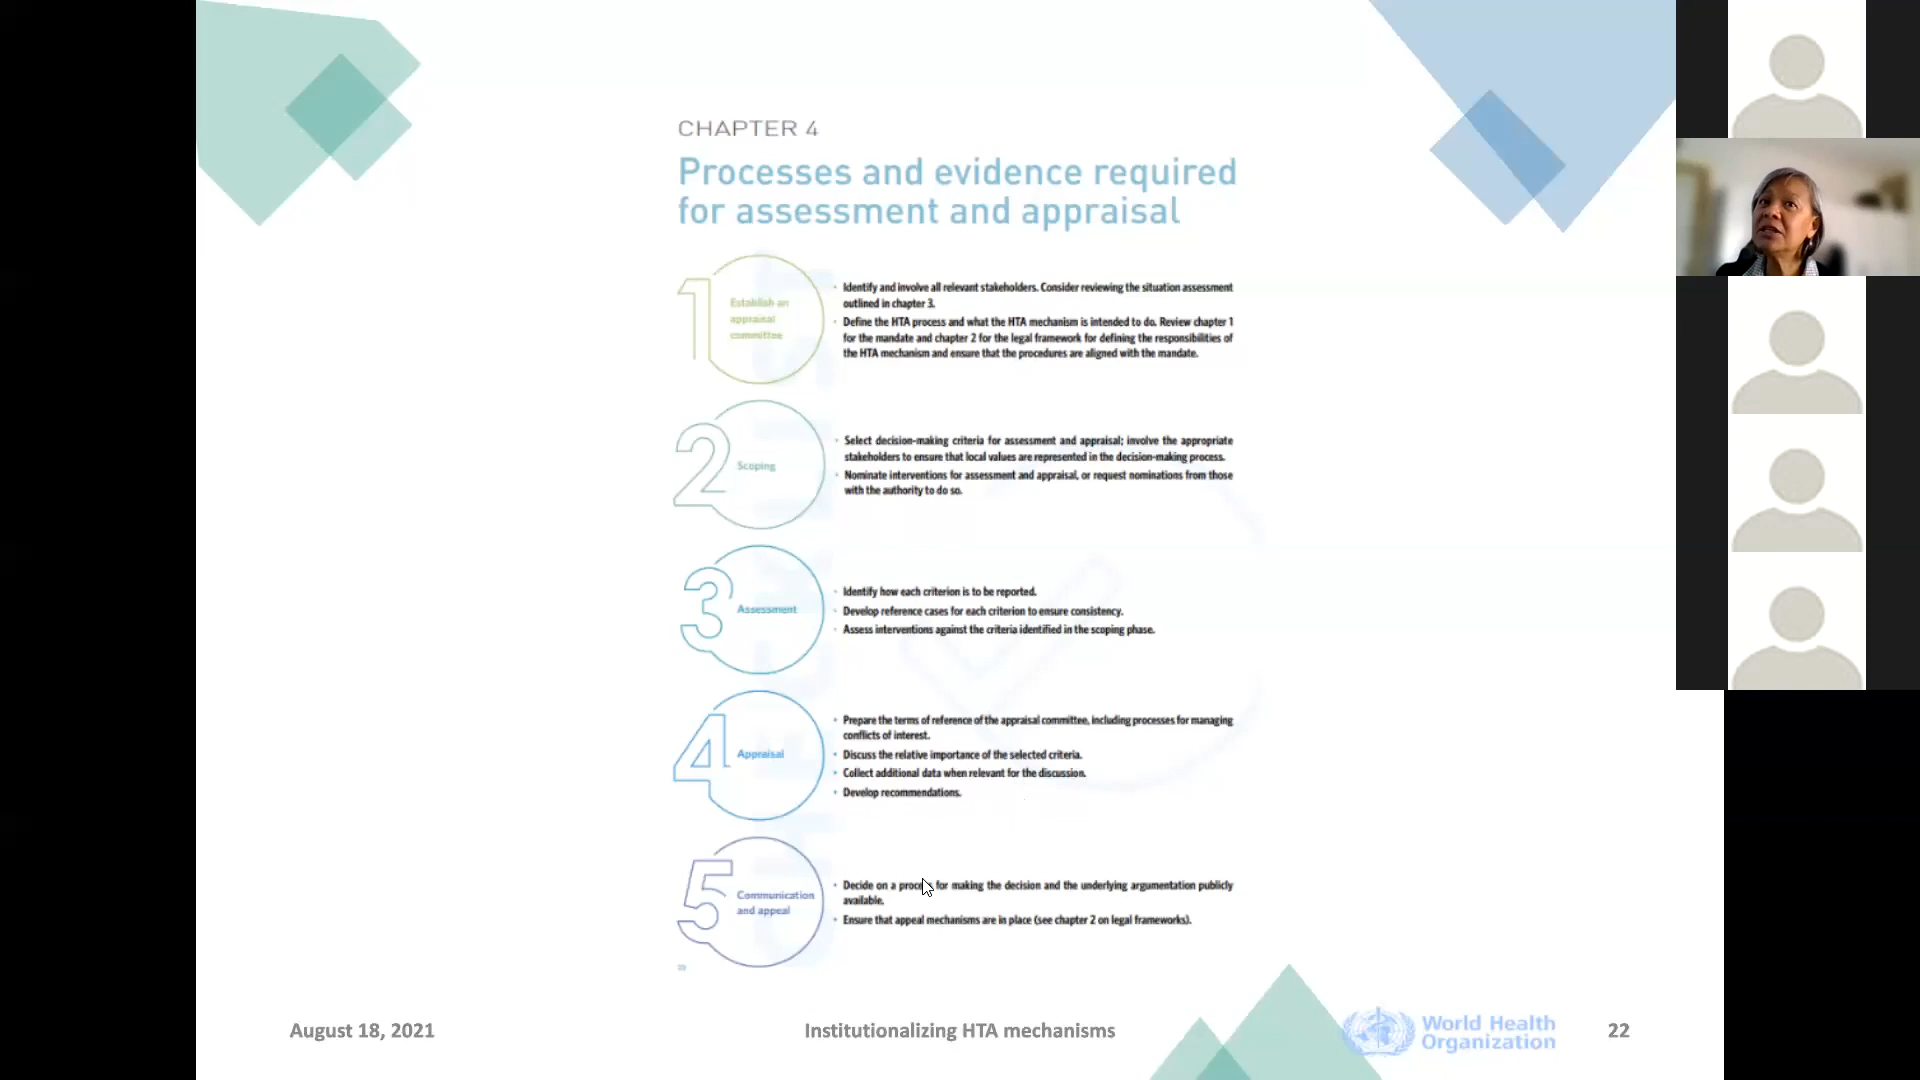 CHAPTER 4
Processes and evidence required
for assessment and appraisal
1
Establish an
appraisal
committee
Identify and involve all relevant stakeholders. Consider reviewing the situation assessment
outlined in chapter 3.
Define the HTA process and what the HTA mechanism is intended to do. Review chapter 1
for the mandate and chapter 2 for the legal framework for defining the responsibilities of
the HTA mechanism and ensure that the procedures are aligned with the mandate.
2
Scoping
Select decision-making criteria for assessment and appraisal; involve the appropriate
stakeholders to ensure that local values are represented in the decision-making process.
Nominate interventions for assessment and appraisal, or request nominations from those
with the authority to do so.
3
Assessment
Identify how each criterion is to be reported.
Develop reference cases for each criterion to ensure consistency.
Assess interventions against the criteria identified in the scoping phase.
4
Appraisal
Prepare the terms of reference of the appraisal committee, including processes for managing
conflicts of interest.
Discuss the relative importance of the selected criteria.
Collect additional data when relevant for the discussion.
Develop recommendations.
5
Communication
and appeal
Decide on a process for making the decision and the underlying argumentation publicly
available.
Ensure that appeal mechanisms are in place (see chapter 2 on legal frameworks).
August 18, 2021
Institutionalizing HTA mechanisms
World Health
Organization
22